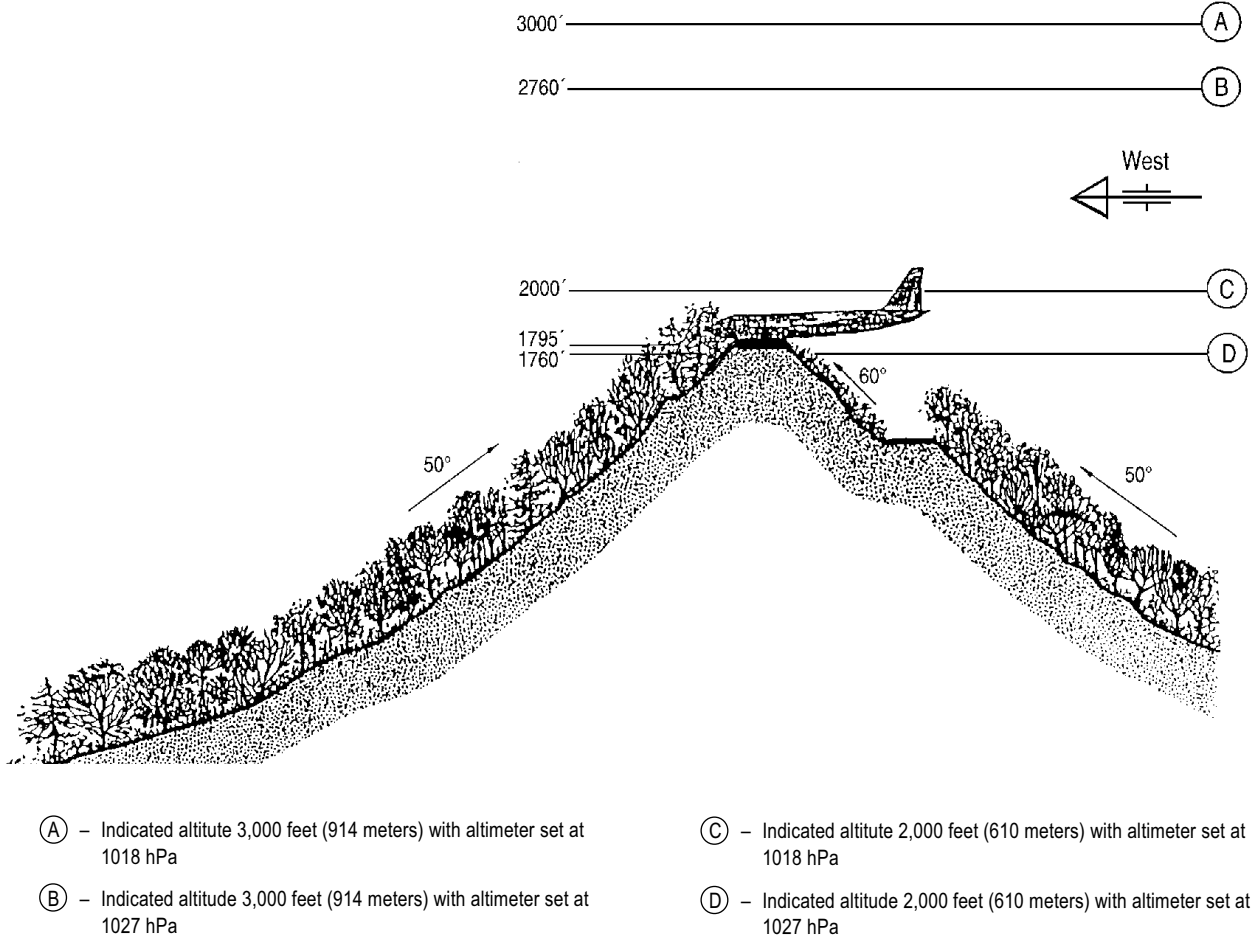 3000´
A
2760´
B
West
2000´
C
1795´
1760´
D
60°
50°
50°
A – Indicated altitute 3,000 feet (914 meters) with altimeter set at
1018 hPa
B – Indicated altitude 3,000 feet (914 meters) with altimeter set at
1027 hPa
C – Indicated altitute 2,000 feet (610 meters) with altimeter set at
1018 hPa
D – Indicated altitude 2,000 feet (610 meters) with altimeter set at
1027 hPa